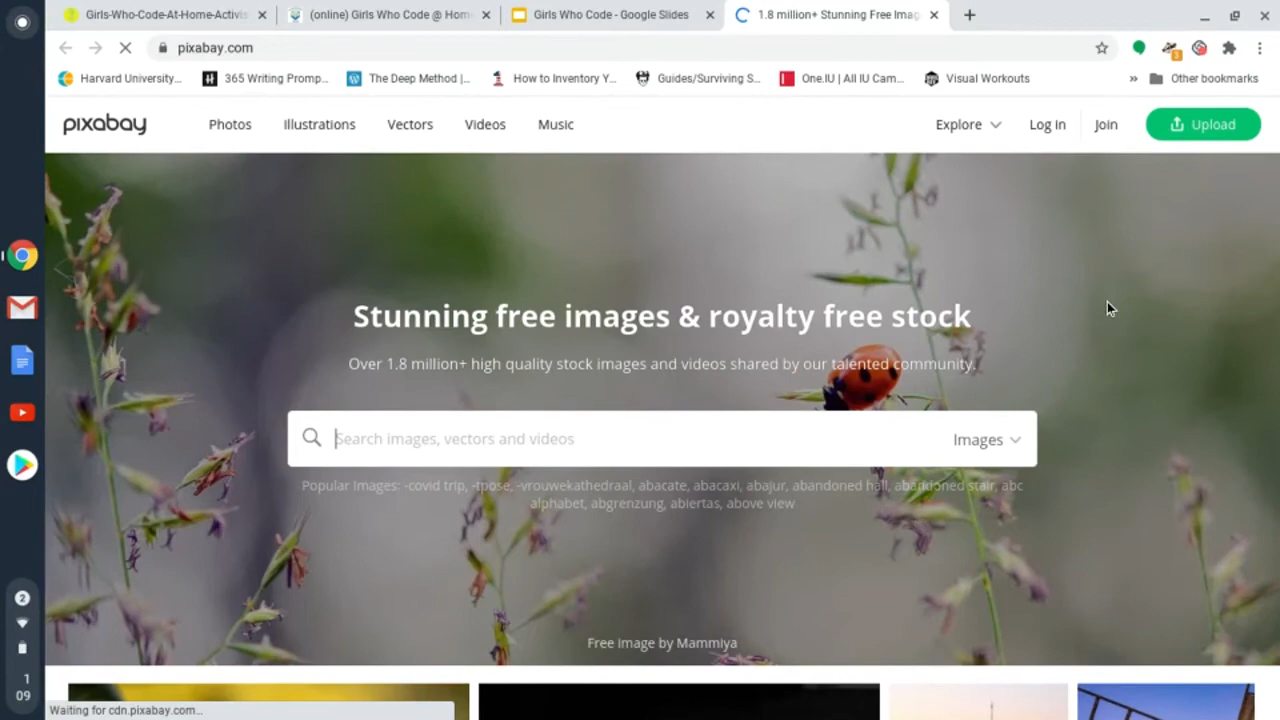 Girls-Who-Code-At-Home-Activis
(online) Girls Who Code @ Hom
Girls Who Code - Google Slides
1.8 million+ Stunning Free Imag
pixabay.com
Harvard University...
365 Writing Promp...
The Deep Method |...
How to Inventory Y...
Guides/Surviving S...
One.IU | All IU Cam...
Visual Workouts
»
Other bookmarks
pixabay
Photos
Illustrations
Vectors
Videos
Music
Explore
Log in
Join
Upload
Stunning free images & royalty free stock
Over 1.8 million+ high quality stock images and videos shared by our talented community.
Search images, vectors and videos
Images
Popular Images: -covid trip, -tpose, -vrouwekathedraal, abacate, abacaxi, abajur, abandoned hall, abandoned stair, abc
alphabet, abgrenzung, abiertas, above view
Free image by Mammiya
2
1
09
Waiting for cdn.pixabay.com...